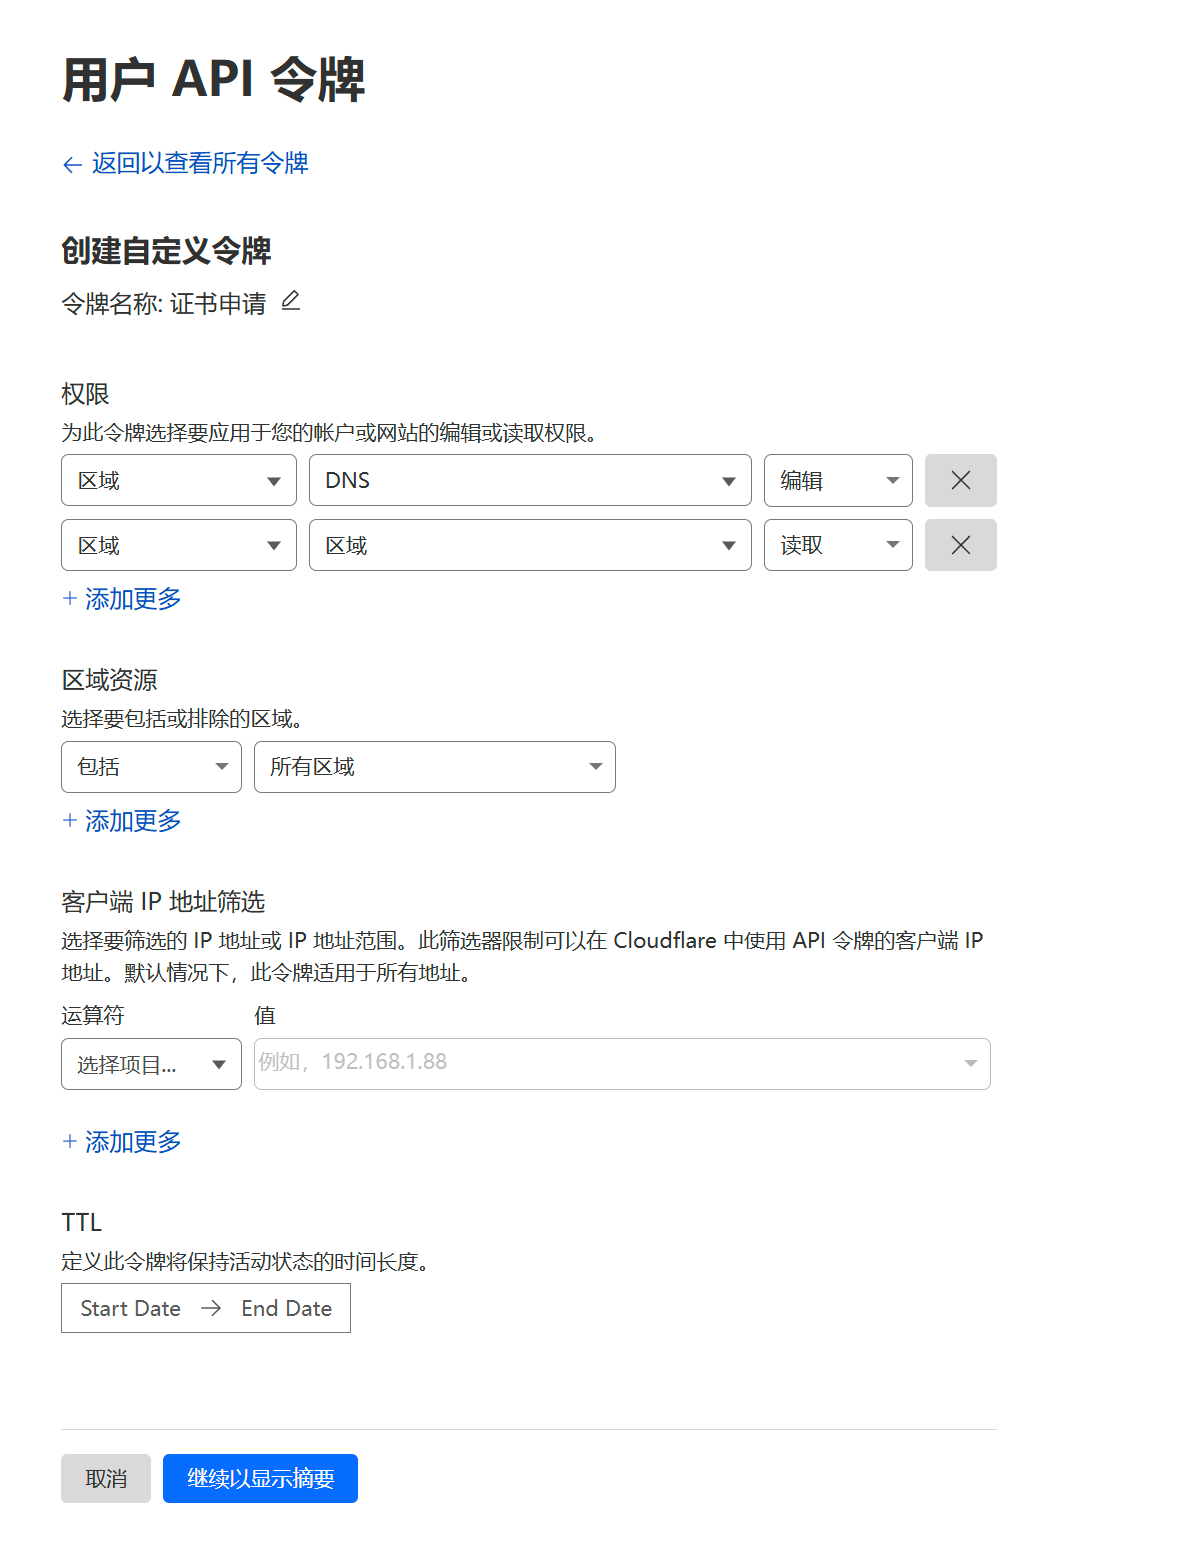 用户 API 令牌
← 返回以查看所有令牌
创建自定义令牌
令牌名称: 证书申请
权限
为此令牌选择要应用于您的帐户或网站的编辑或读取权限。
区域 DNS 编辑
区域 区域 读取
+ 添加更多
区域资源
选择要包括或排除的区域。
包括 所有区域
+ 添加更多
客户端 IP 地址筛选
选择要筛选的 IP 地址或 IP 地址范围。此筛选器限制可以在 Cloudflare 中使用 API 令牌的客户端 IP
地址。默认情况下，此令牌适用于所有地址。
运算符 值
选择项目... 例如，192.168.1.88
+ 添加更多
TTL
定义此令牌将保持活动状态的时间长度。
Start Date → End Date
取消 继续以显示摘要